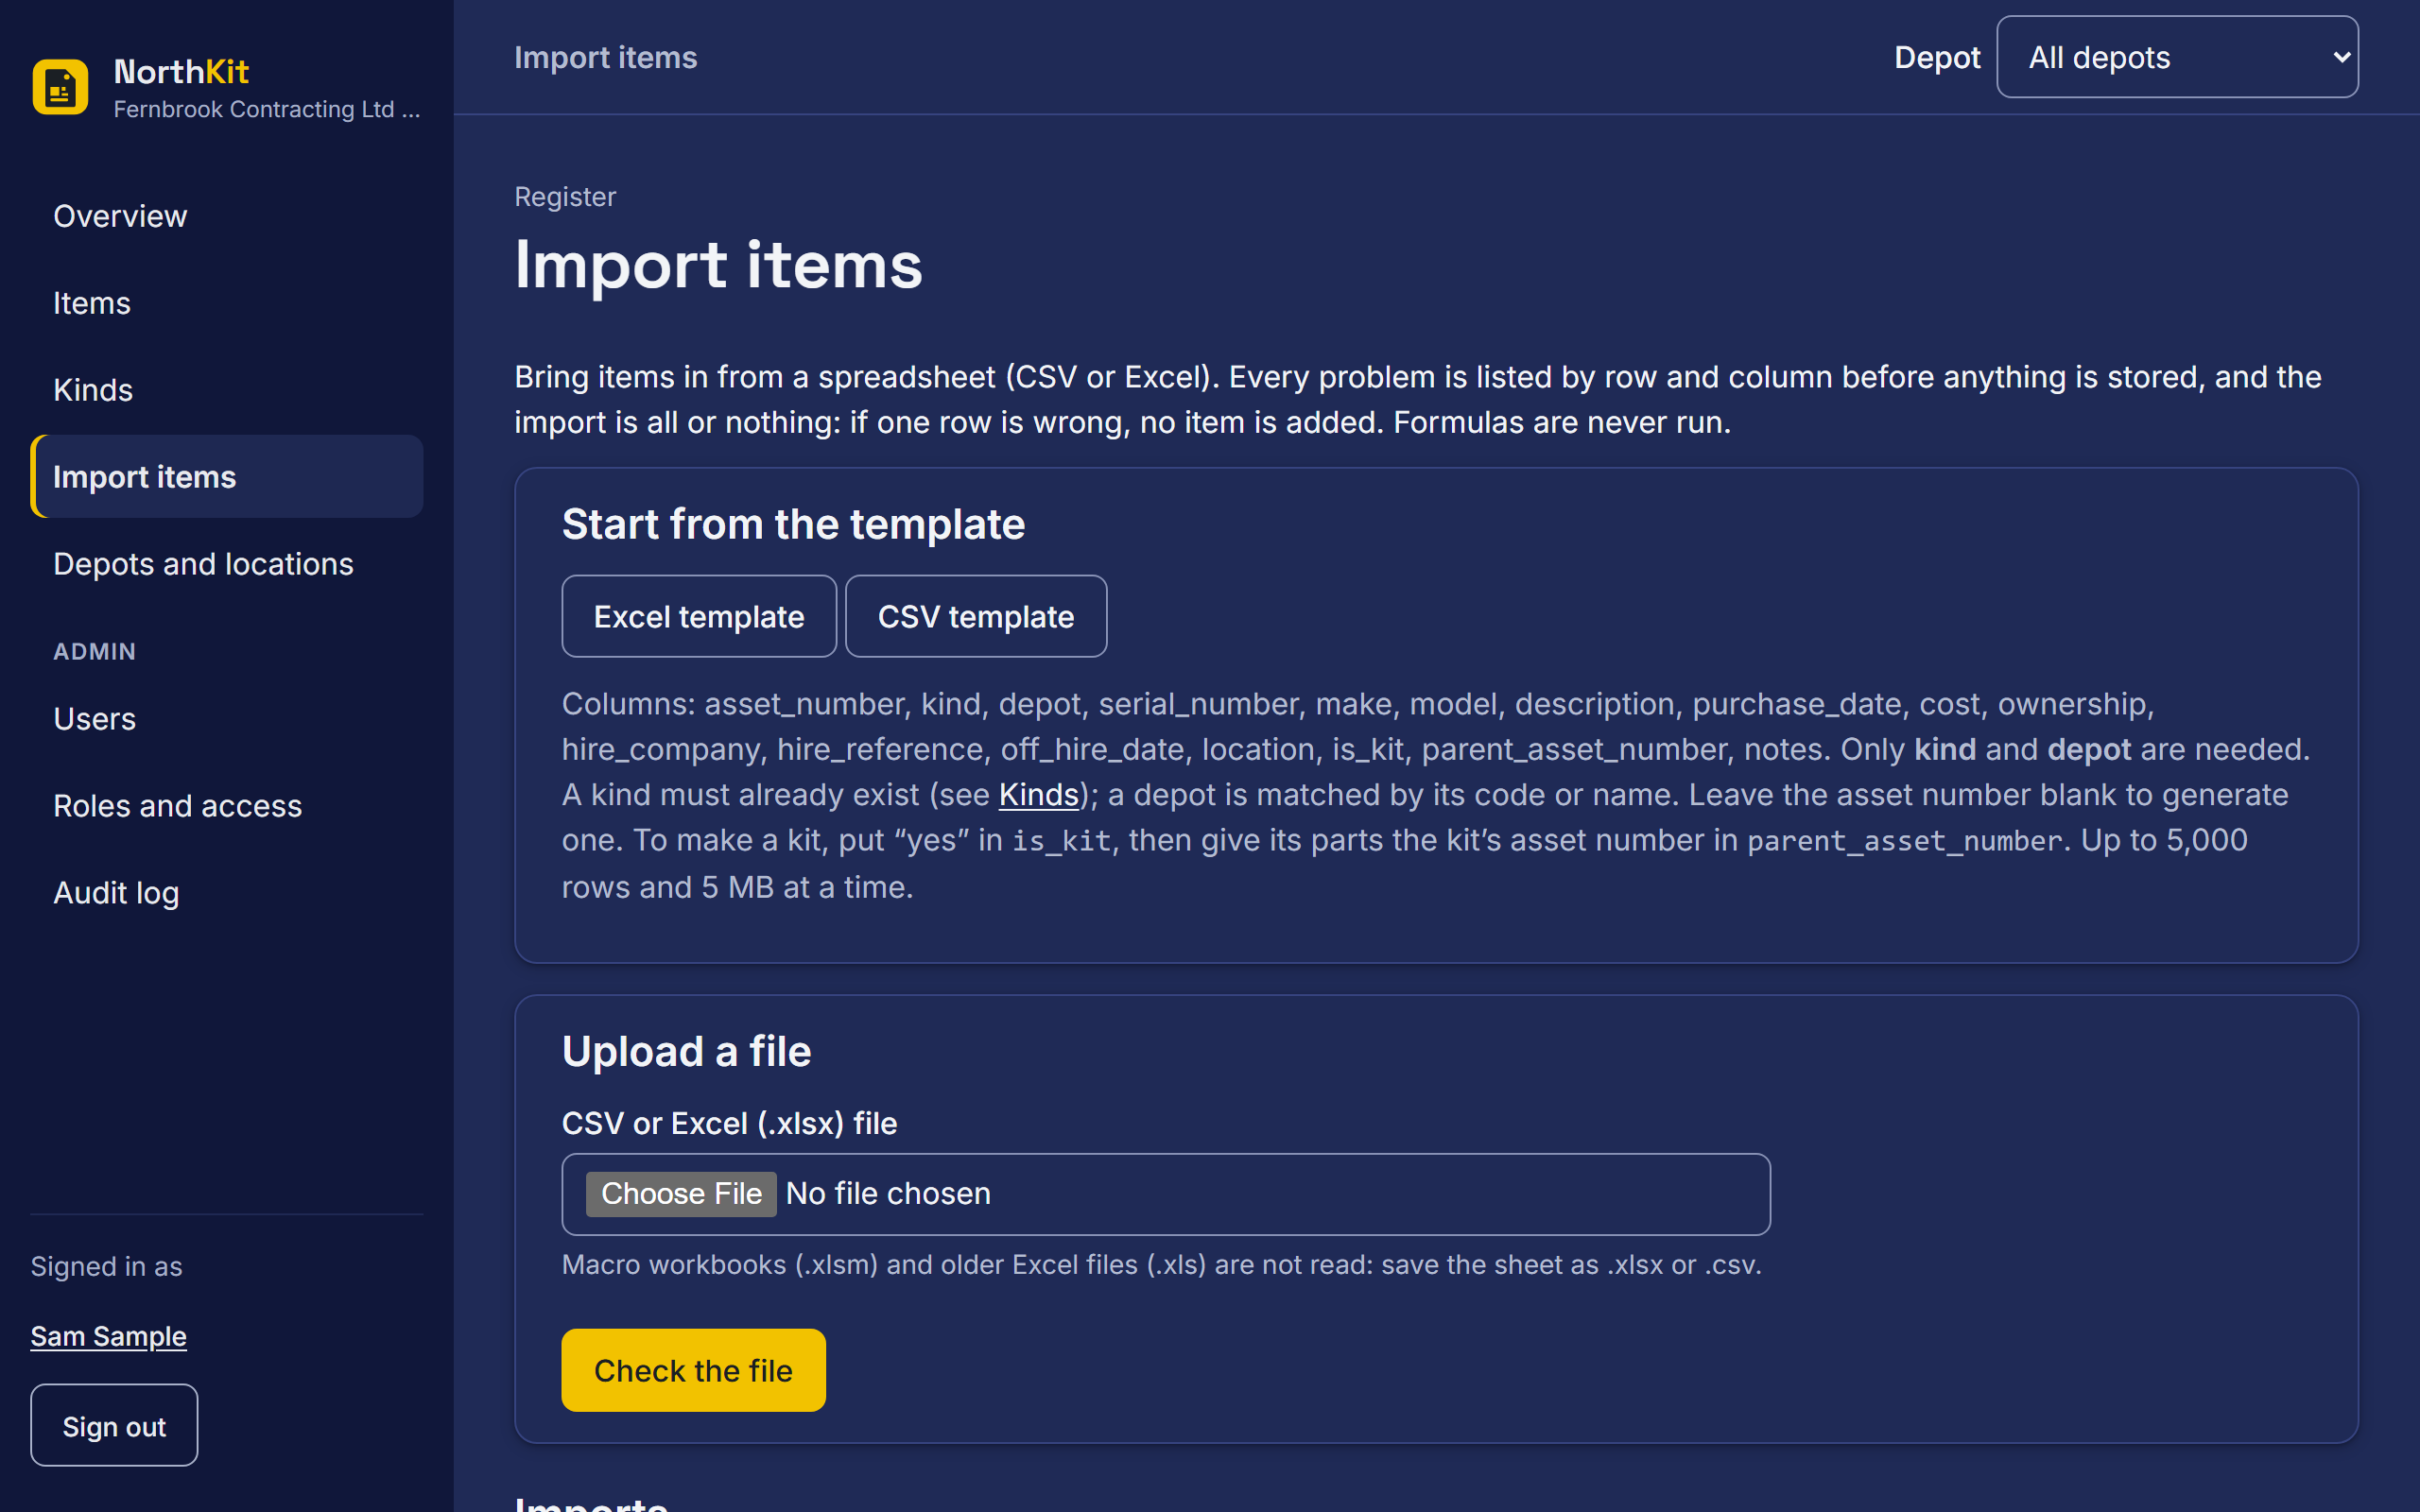 NorthKit
Fernbrook Contracting Ltd ...
Overview
Items
Kinds
Import items
Depots and locations
ADMIN
Users
Roles and access
Audit log
Signed in as
Sam Sample
Sign out
Import items
Depot
All depots
Register
Import items
Bring items in from a spreadsheet (CSV or Excel). Every problem is listed by row and column before anything is stored, and the
import is all or nothing: if one row is wrong, no item is added. Formulas are never run.
Start from the template
Excel template
CSV template
Columns: asset_number, kind, depot, serial_number, make, model, description, purchase_date, cost, ownership,
hire_company, hire_reference, off_hire_date, location, is_kit, parent_asset_number, notes. Only kind and depot are needed.
A kind must already exist (see Kinds); a depot is matched by its code or name. Leave the asset number blank to generate
one. To make a kit, put “yes” in is_kit, then give its parts the kit’s asset number in parent_asset_number. Up to 5,000
rows and 5 MB at a time.
Upload a file
CSV or Excel (.xlsx) file
Choose File No file chosen
Macro workbooks (.xlsm) and older Excel files (.xls) are not read: save the sheet as .xlsx or .csv.
Check the file
Imports